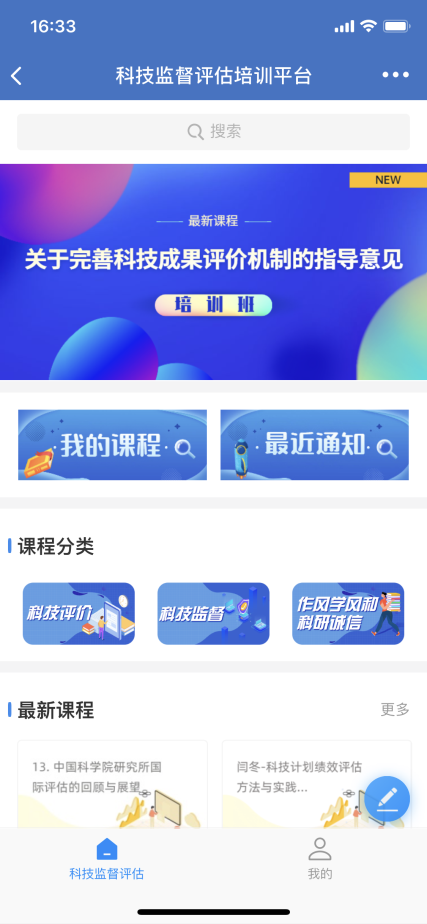 16:33
科技监督评估培训平台
搜索
NEW
最新课程
关于完善科技成果评价机制的指导意见
培训班
我的课程
最近通知
课程分类
科技评价
科技监督
作风学风和
科研诚信
最新课程
更多
13. 中国科学院研究所国
际评估的回顾与展望
闫冬-科技计划绩效评估
方法与实践...
科技监督评估
我的